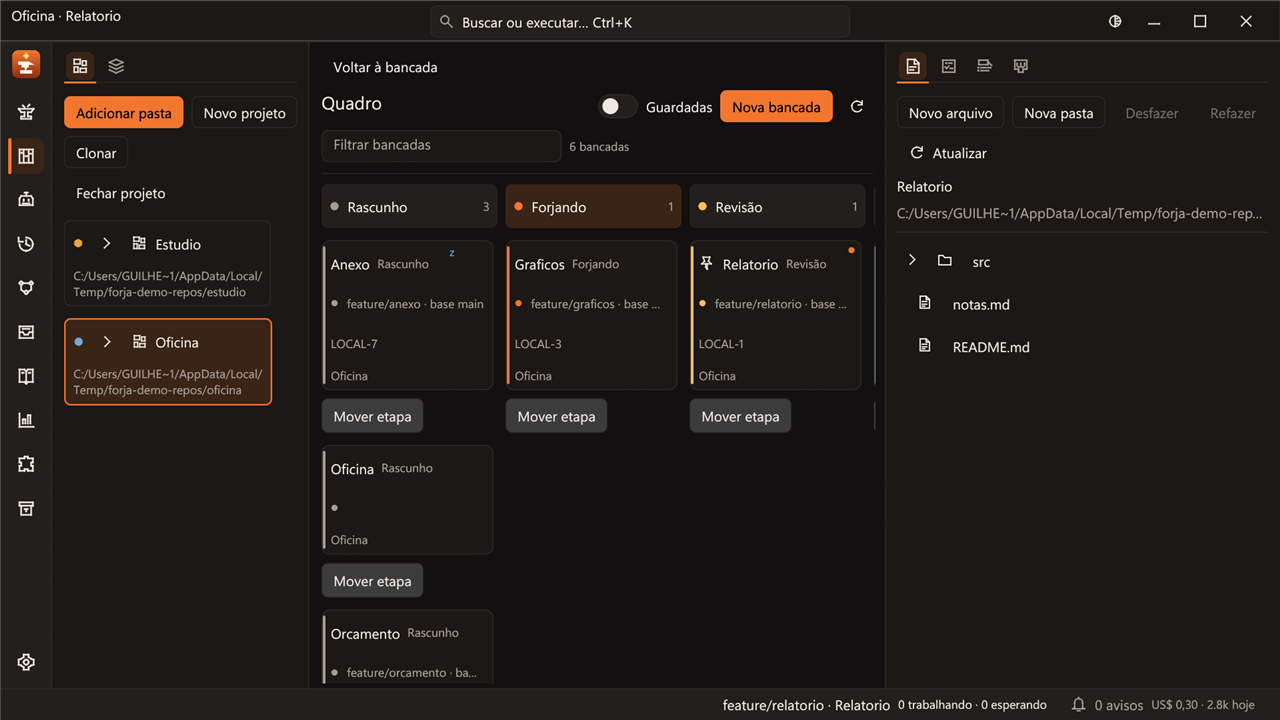 Oficina · Relatorio
Buscar ou executar... Ctrl+K
Adicionar pasta
Novo projeto
Clonar
Fechar projeto
Estudio
C:/Users/GUILHE~1/AppData/Local/
Temp/forja-demo-repos/estudio
Oficina
C:/Users/GUILHE~1/AppData/Local/
Temp/forja-demo-repos/oficina
Voltar à bancada
Quadro
Guardadas
Nova bancada
Filtrar bancadas
6 bancadas
Rascunho 3
Forjando 1
Revisão 1
Anexo Rascunho z
feature/anexo · base main
LOCAL-7
Oficina
Mover etapa
Graficos Forjando
feature/graficos · base ...
LOCAL-3
Oficina
Mover etapa
Relatorio Revisão
feature/relatorio · base ...
LOCAL-1
Oficina
Mover etapa
Oficina Rascunho
Oficina
Mover etapa
Orcamento Rascunho
feature/orcamento · ba...
Novo arquivo
Nova pasta
Desfazer
Refazer
Atualizar
Relatorio
C:/Users/GUILHE~1/AppData/Local/Temp/forja-demo-rep...
src
notas.md
README.md
feature/relatorio · Relatorio 0 trabalhando · 0 esperando 0 avisos US$ 0,30 · 2.8k hoje